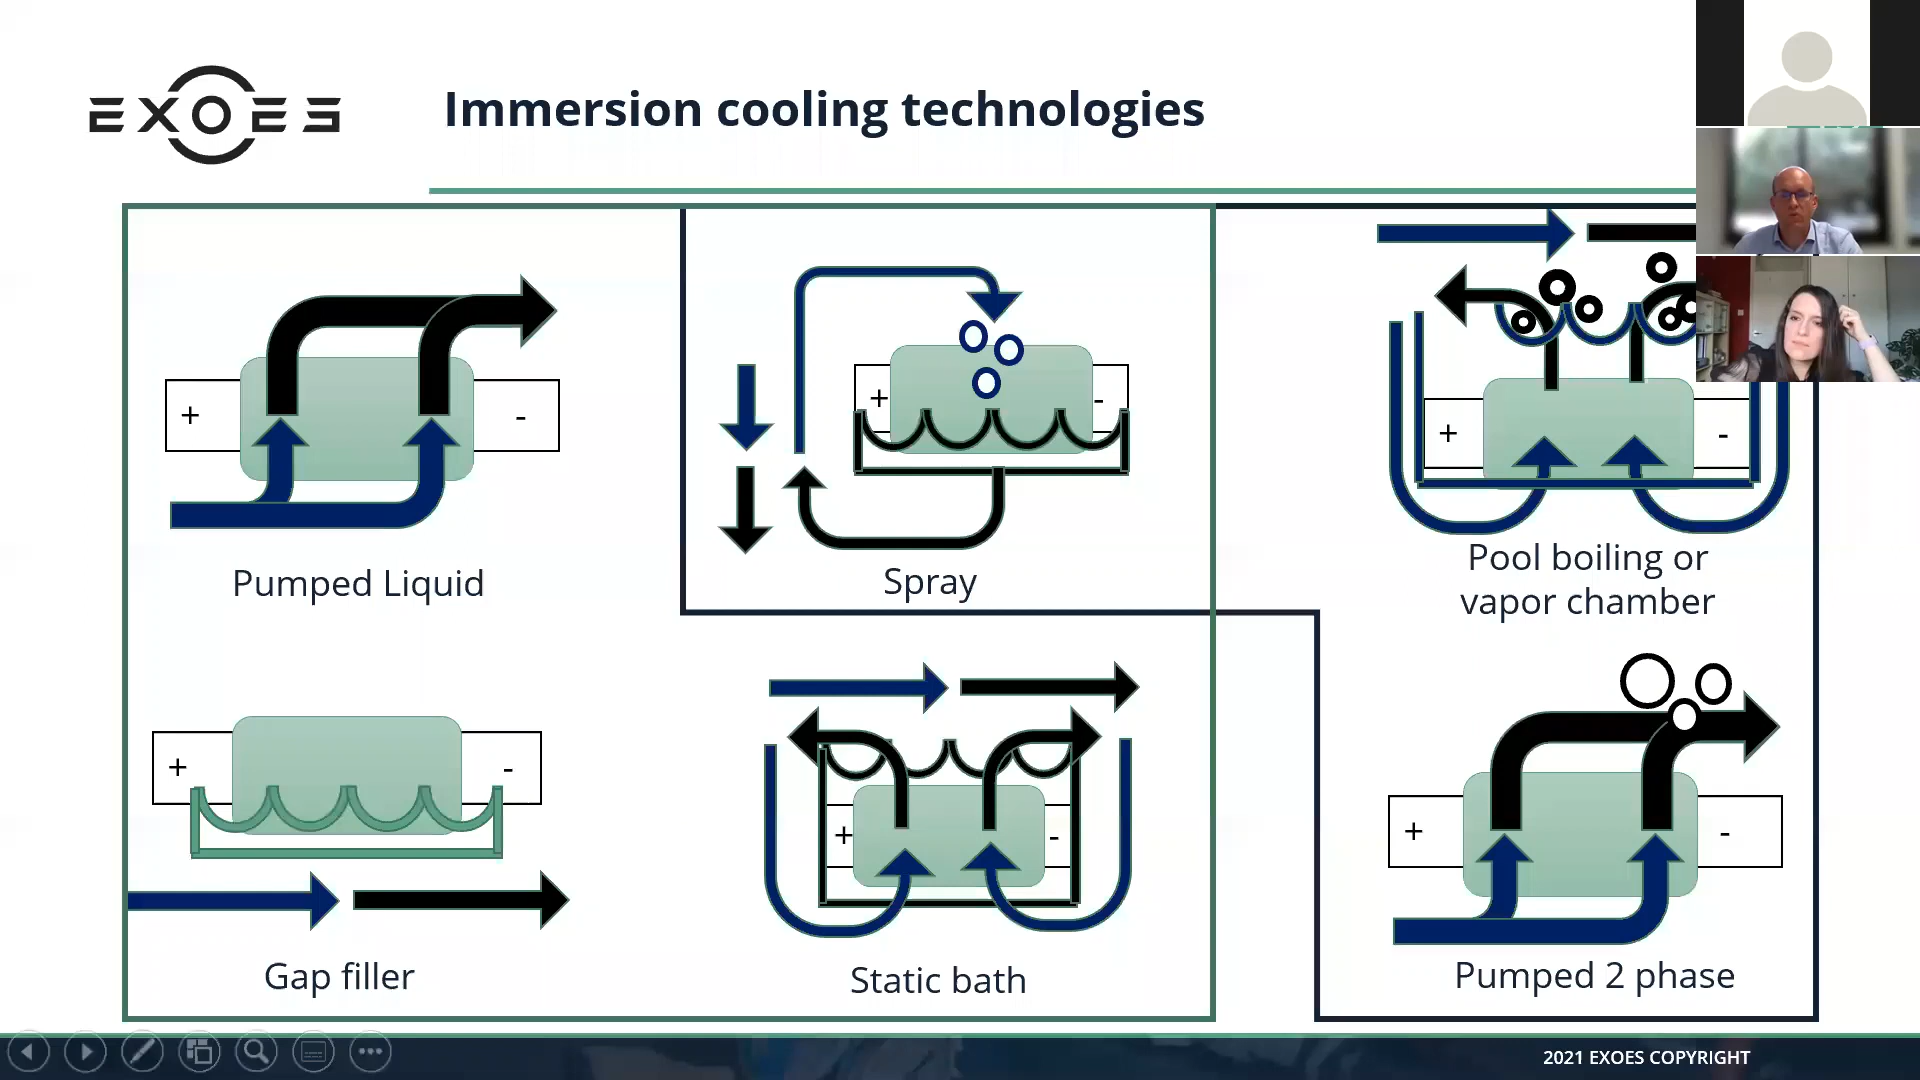 EXOES
Immersion cooling technologies
+
-
Pumped Liquid
+
-
Spray
+
-
Pool boiling or
vapor chamber
+
-
Gap filler
+
-
Static bath
+
-
Pumped 2 phase
2021 EXOES COPYRIGHT